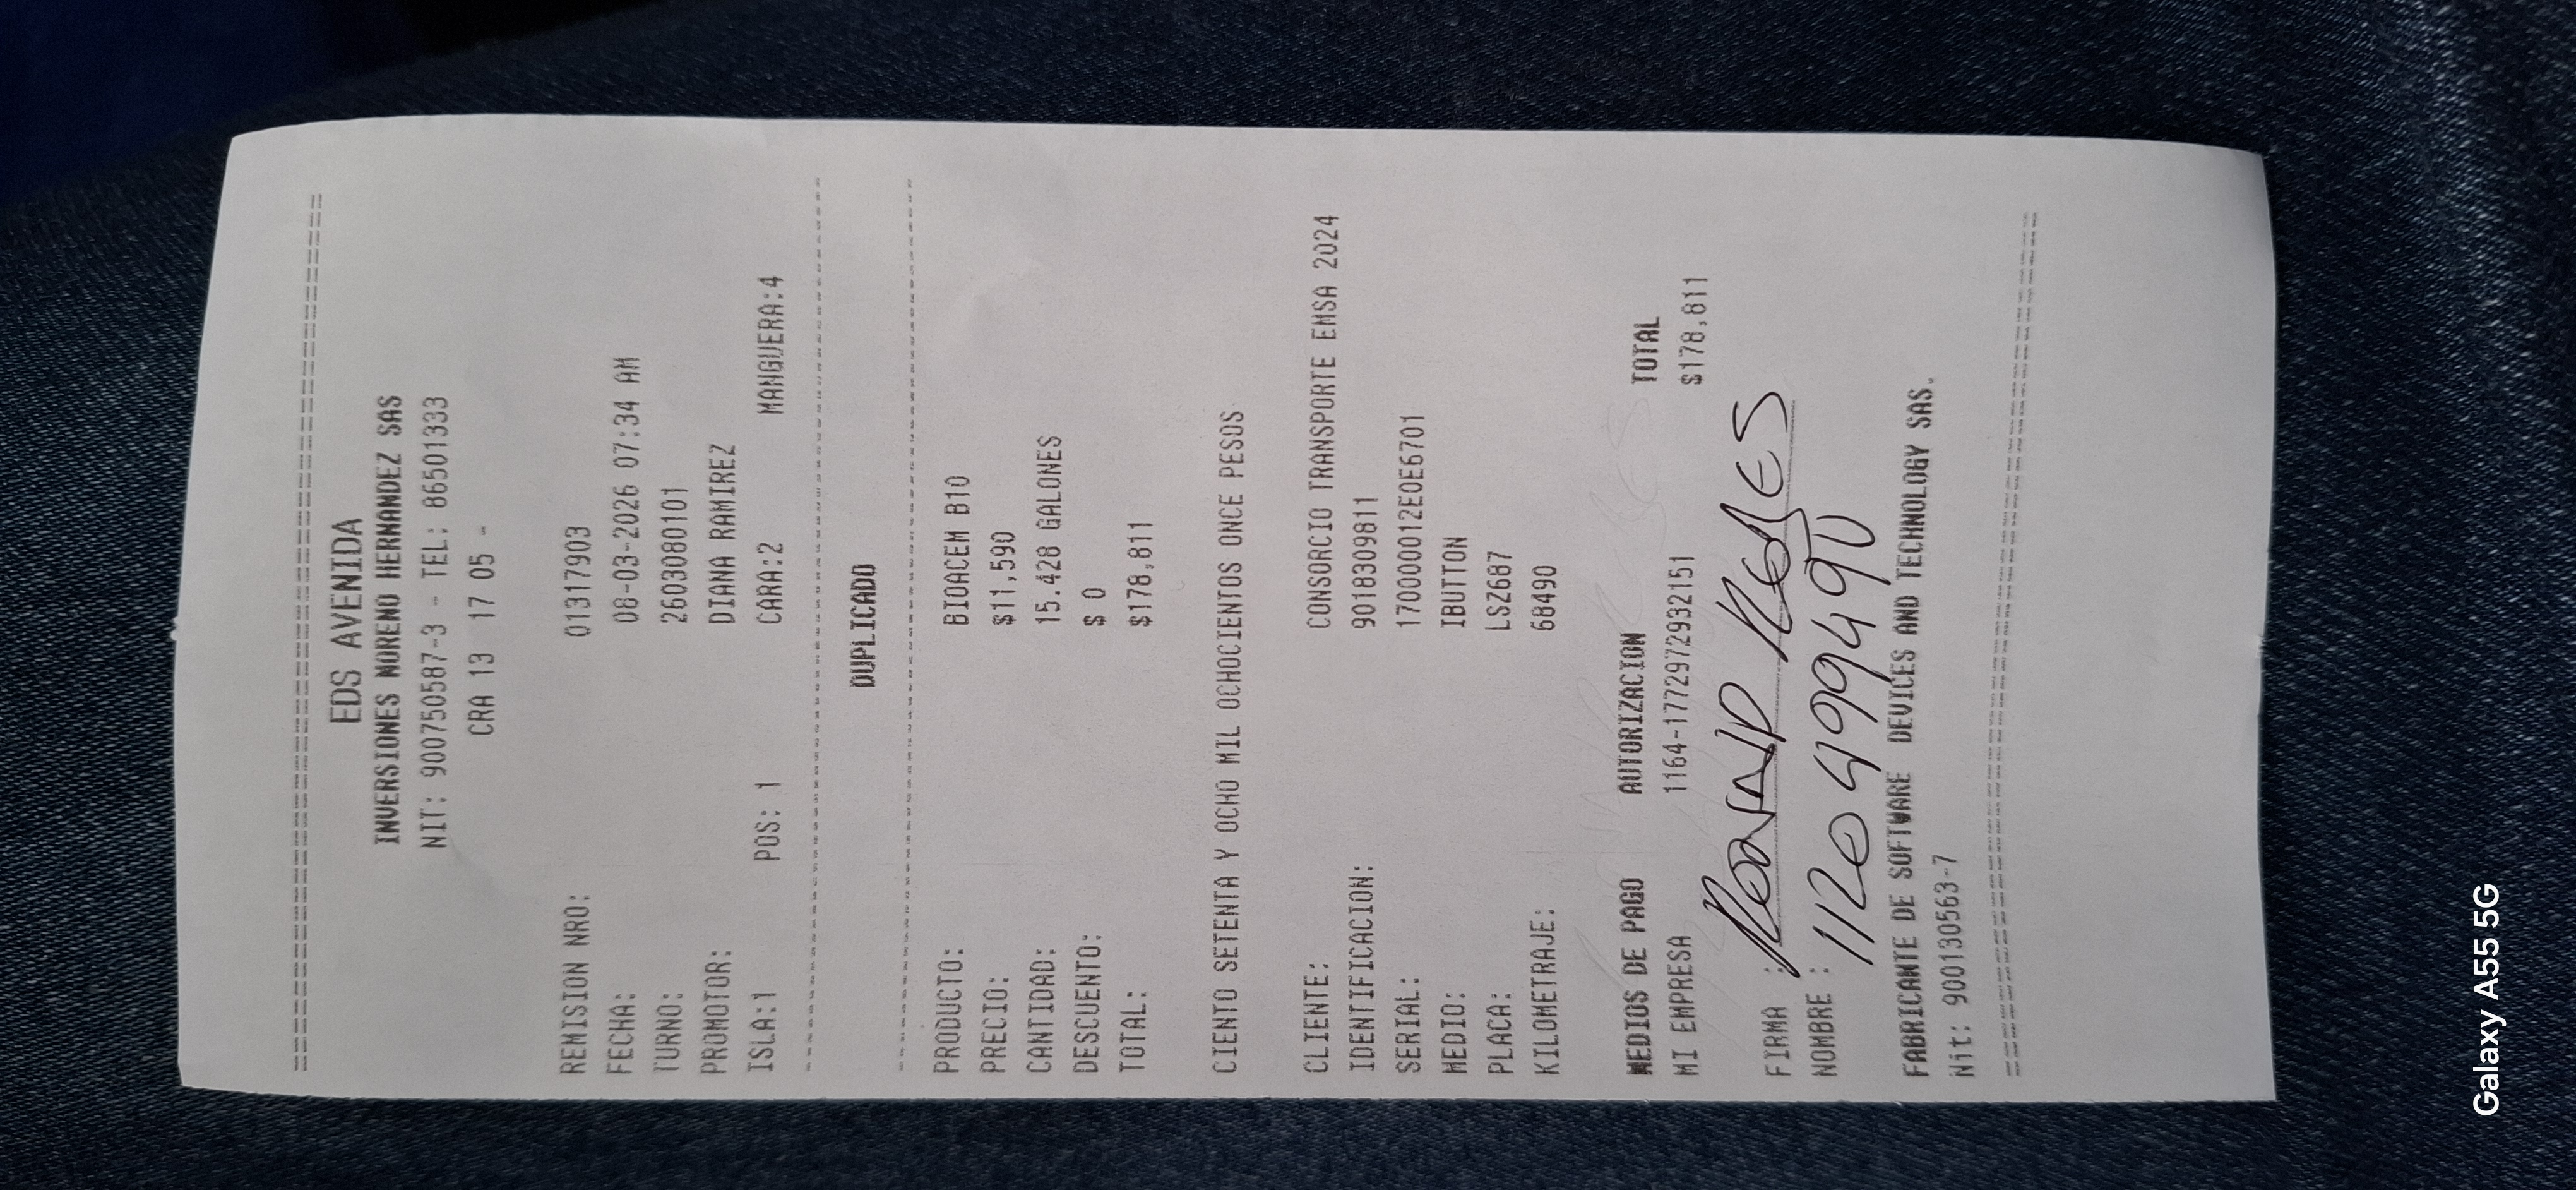 EDS AVENIDA
INVERSIONES MORENO HERNANDEZ SAS
NIT: 900750587-3 - TEL: 86501333
CRA 13 17 05 -
REMISION NRO: 01317903
FECHA: 08-03-2026 07:34 AM
TURNO: 2603080101
PROMOTOR: DIANA RAMIREZ
ISLA:1 POS: 1 CARA:2 MANGUERA:4
DUPLICADO
PRODUCTO: BIOACEM B10
PRECIO: $11,590
CANTIDAD: 15.428 GALONES
DESCUENTO: $ 0
TOTAL: $178,811
CIENTO SETENTA Y OCHO MIL OCHOCIENTOS ONCE PESOS
CLIENTE: CONSORCIO TRANSPORTE EMSA 2024
IDENTIFICACION: 9018309811
SERIAL: 1700000012E0E6701
MEDIO: IBUTTON
PLACA: LSZ687
KILOMETRAJE: 68490
MEDIOS DE PAGO AUTORIZACION TOTAL
MI EMPRESA 1164-1772972932151 $178,811
FIRMA :
NOMBRE : 1120499490
FABRICANTE DE SOFTWARE DEVICES AND TECHNOLOGY SAS.
Nit: 900130563-7
Galaxy A55 5G